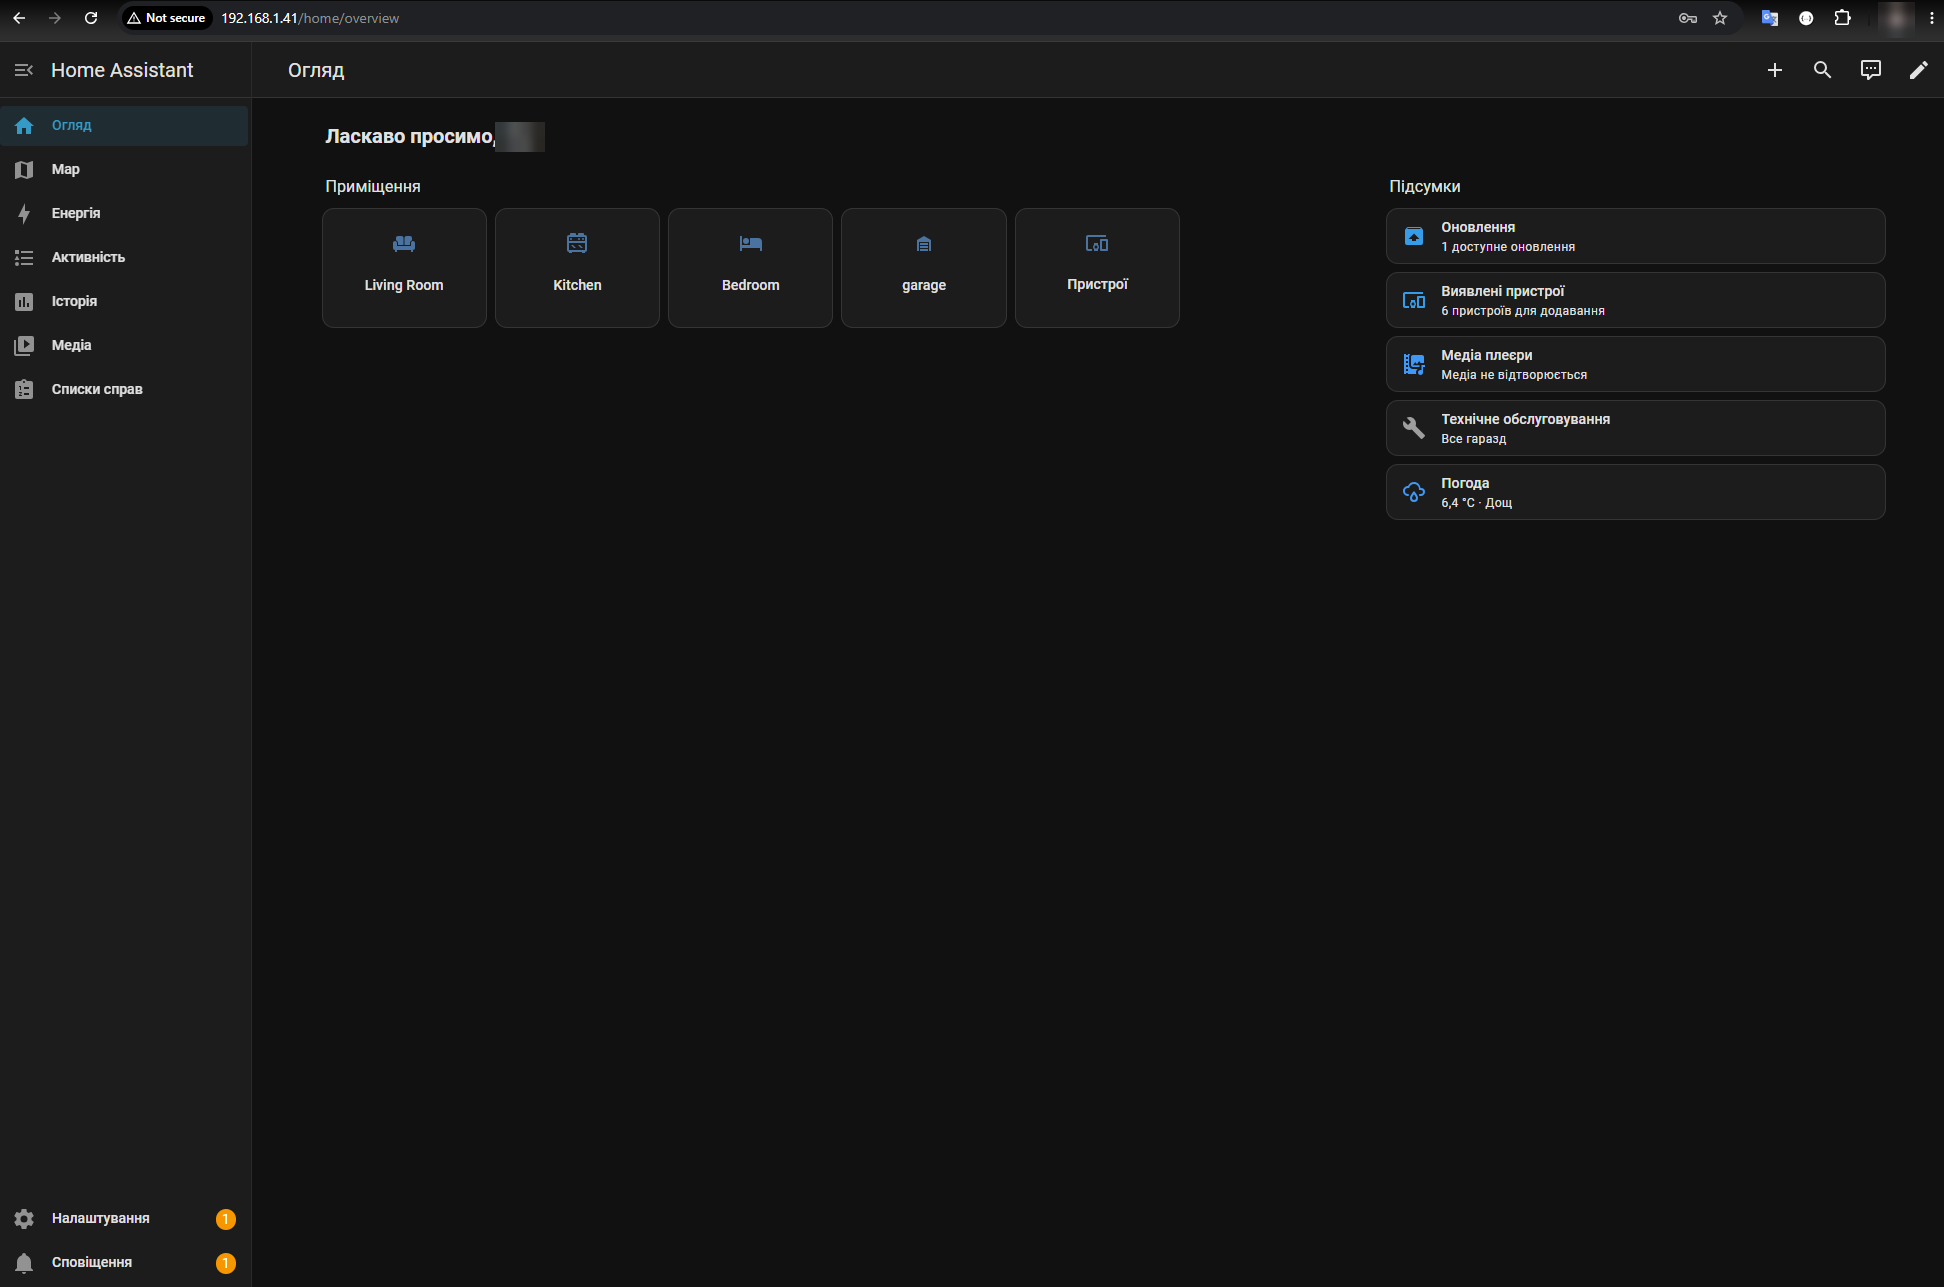 Not secure
192.168.1.41/home/overview
Home Assistant
Огляд
Огляд
Map
Енергія
Активність
Історія
Медіа
Списки справ
Налаштування 1
Сповіщення 1
Ласкаво просимо,
Приміщення
Living Room
Kitchen
Bedroom
garage
Пристрої
Підсумки
Оновлення
1 доступне оновлення
Виявлені пристрої
6 пристроїв для додавання
Медіа плеєри
Медіа не відтворюється
Технічне обслуговування
Все гаразд
Погода
6,4 °C · Дощ